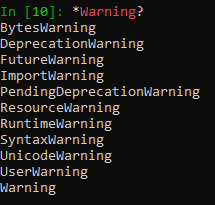 In [10]: *Warning?
BytesWarning
DeprecationWarning
FutureWarning
ImportWarning
PendingDeprecationWarning
ResourceWarning
RuntimeWarning
SyntaxWarning
UnicodeWarning
UserWarning
Warning